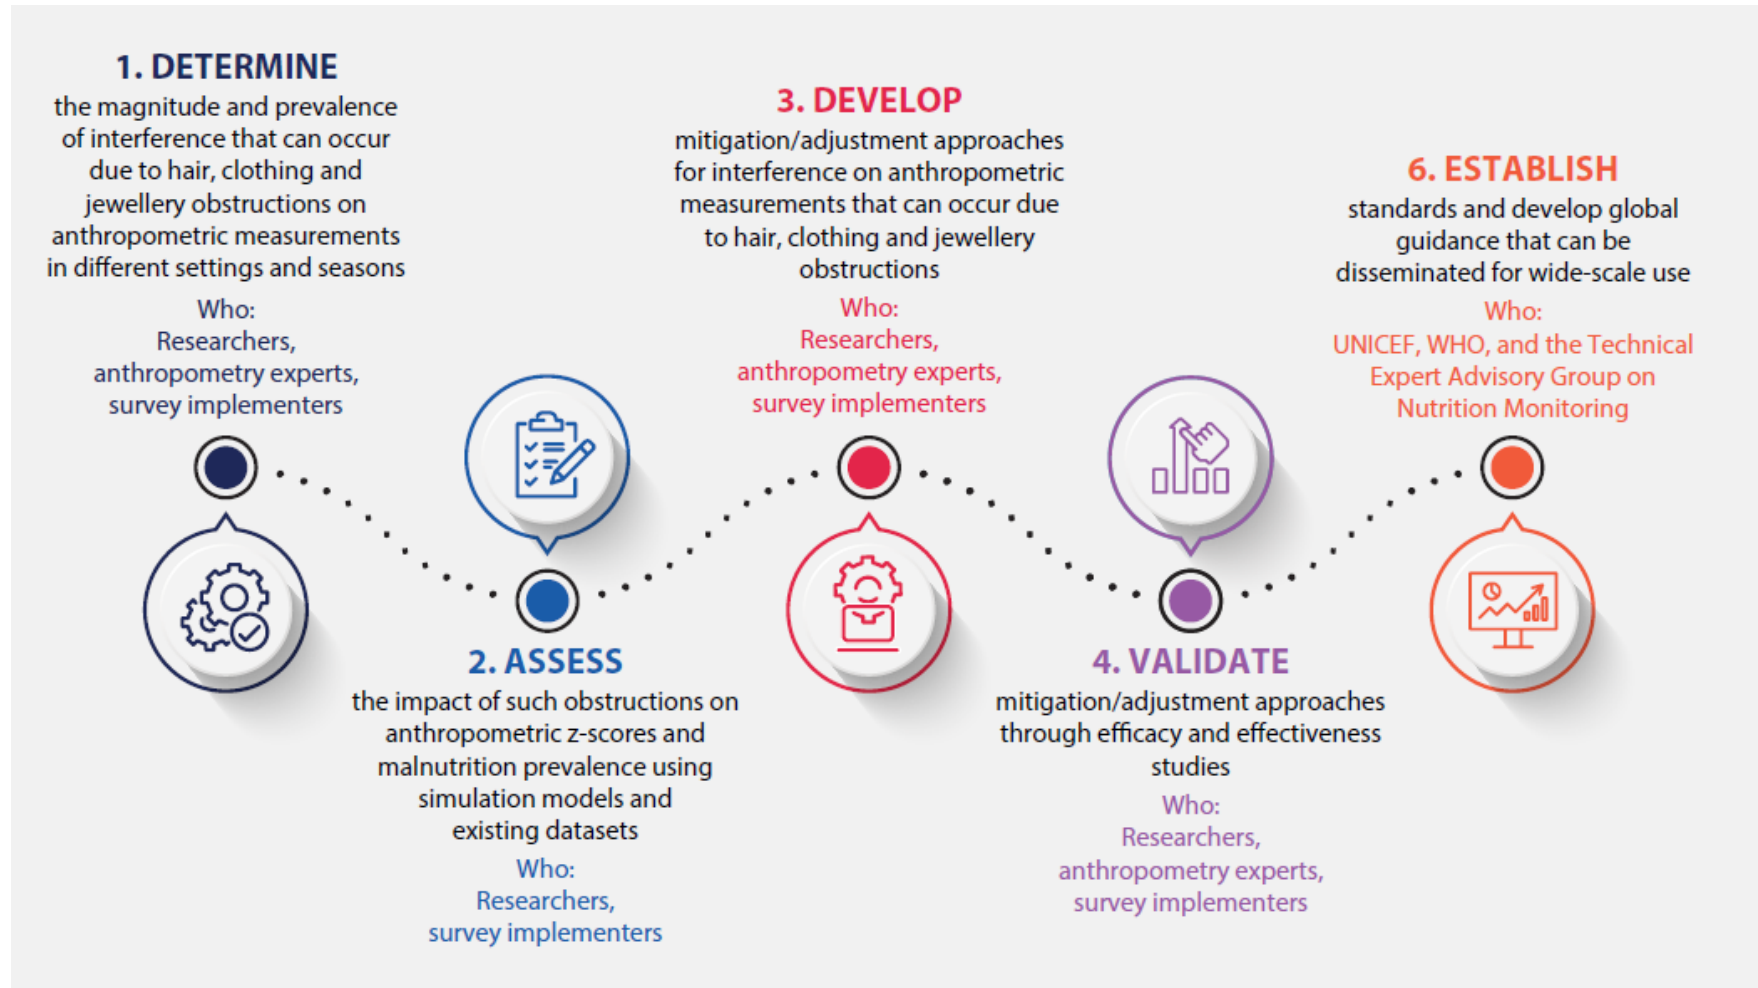 1. DETERMINE
the magnitude and prevalence
of interference that can occur
due to hair, clothing and
jewellery obstructions on
anthropometric measurements
in different settings and seasons
Who:
Researchers,
anthropometry experts,
survey implementers
2. ASSESS
the impact of such obstructions on
anthropometric z-scores and
malnutrition prevalence using
simulation models and
existing datasets
Who:
Researchers,
survey implementers
3. DEVELOP
mitigation/adjustment approaches
for interference on anthropometric
measurements that can occur due
to hair, clothing and jewellery
obstructions
Who:
Researchers,
anthropometry experts,
survey implementers
4. VALIDATE
mitigation/adjustment approaches
through efficacy and effectiveness
studies
Who:
Researchers,
anthropometry experts,
survey implementers
6. ESTABLISH
standards and develop global
guidance that can be
disseminated for wide-scale use
Who:
UNICEF, WHO, and the Technical
Expert Advisory Group on
Nutrition Monitoring